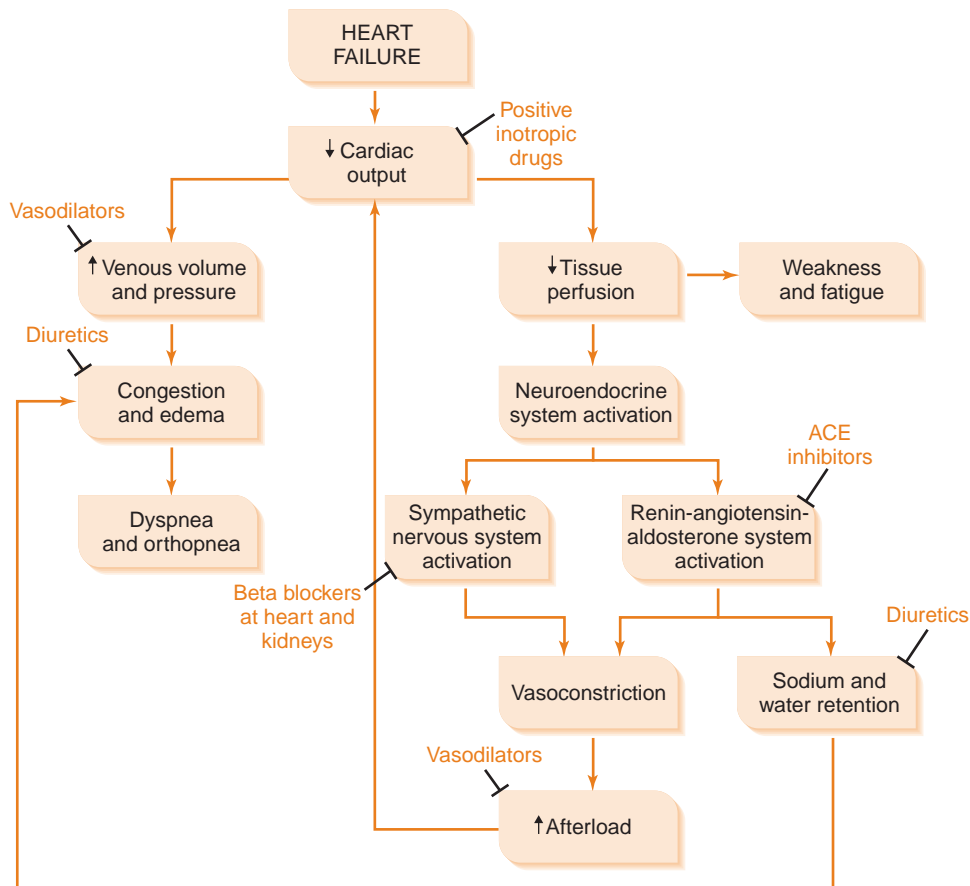 HEART
FAILURE
Positive
inotropic
drugs
↓ Cardiac
output
Vasodilators
↑ Venous volume
and pressure
↓ Tissue
perfusion
Weakness
and fatigue
Diuretics
Congestion
and edema
Neuroendocrine
system activation
ACE
inhibitors
Dyspnea
and orthopnea
Sympathetic
nervous system
activation
Renin-angiotensin-
aldosterone system
activation
Beta blockers
at heart and
kidneys
Diuretics
Vasoconstriction
Sodium and
water retention
Vasodilators
↑ Afterload